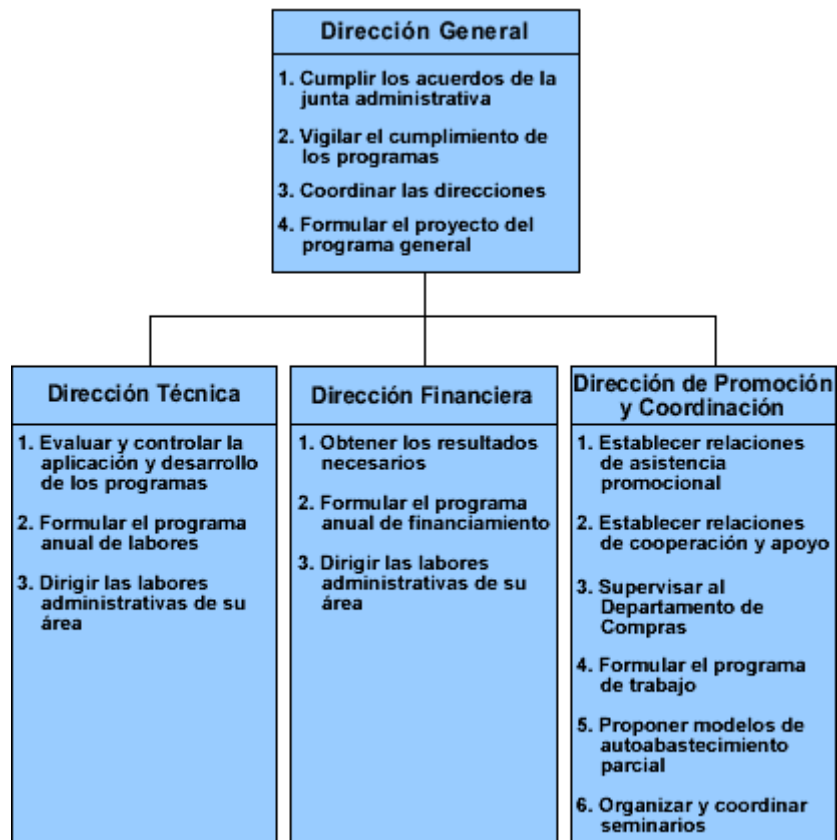 Dirección General
1. Cumplir los acuerdos de la
junta administrativa
2. Vigilar el cumplimiento de
los programas
3. Coordinar las direcciones
4. Formular el proyecto del
programa general
Dirección Técnica
1. Evaluar y controlar la
aplicación y desarrollo
de los programas
2. Formular el programa
anual de labores
3. Dirigir las labores
administrativas de su
área
Dirección Financiera
1. Obtener los resultados
necesarios
2. Formular el programa
anual de financiamiento
3. Dirigir las labores
administrativas de su
área
Dirección de Promoción
y Coordinación
1. Establecer relaciones
de asistencia
promocional
2. Establecer relaciones
de cooperación y apoyo
3. Supervisar al
Departamento de
Compras
4. Formular el programa
de trabajo
5. Proponer modelos de
autoabastecimiento
parcial
6. Organizar y coordinar
seminarios